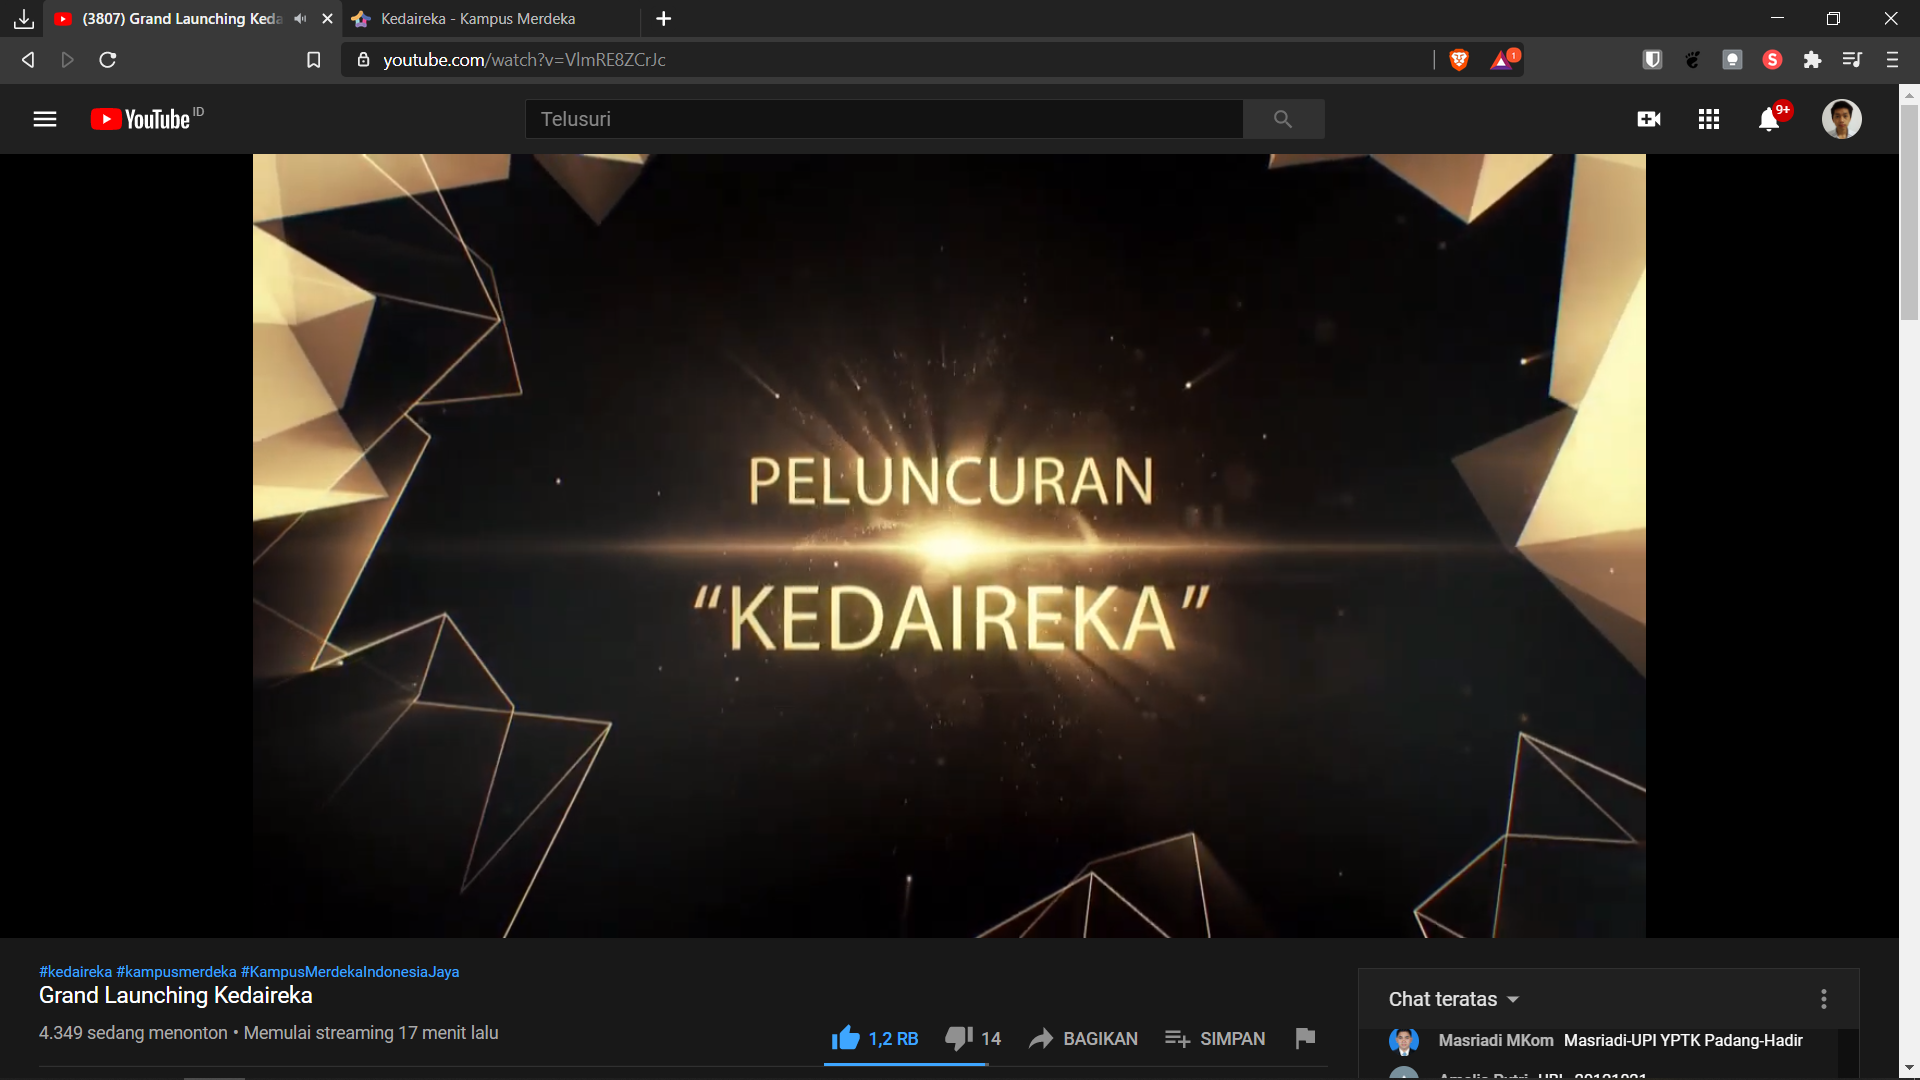 (3807) Grand Launching Keda
Kedaireka - Kampus Merdeka
youtube.com/watch?v=VlmRE8ZCrJc
1
YouTube ID
Telusuri
9+
PELUNCURAN
“KEDAIREKA”
#kedaireka #kampusmerdeka #KampusMerdekaIndonesiaJaya
Grand Launching Kedaireka
4.349 sedang menonton • Memulai streaming 17 menit lalu
1,2 RB
14
BAGIKAN
SIMPAN
Chat teratas
Masriadi MKom Masriadi-UPI YPTK Padang-Hadir